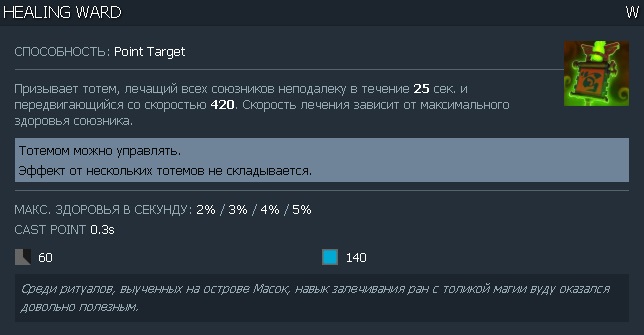 HEALING WARD
W
СПОСОБНОСТЬ: Point Target
Призывает тотем, лечащий всех союзников неподалеку в течение 25 сек. и
передвигающийся со скоростью 420. Скорость лечения зависит от максимального
здоровья союзника.
Тотемом можно управлять.
Эффект от нескольких тотемов не складывается.
МАКС. ЗДОРОВЬЯ В СЕКУНДУ: 2% / 3% / 4% / 5%
CAST POINT 0.3s
60
140
Среди ритуалов, выученных на острове Масок, навык залечивания ран с толикой магии вуду оказался
довольно полезным.